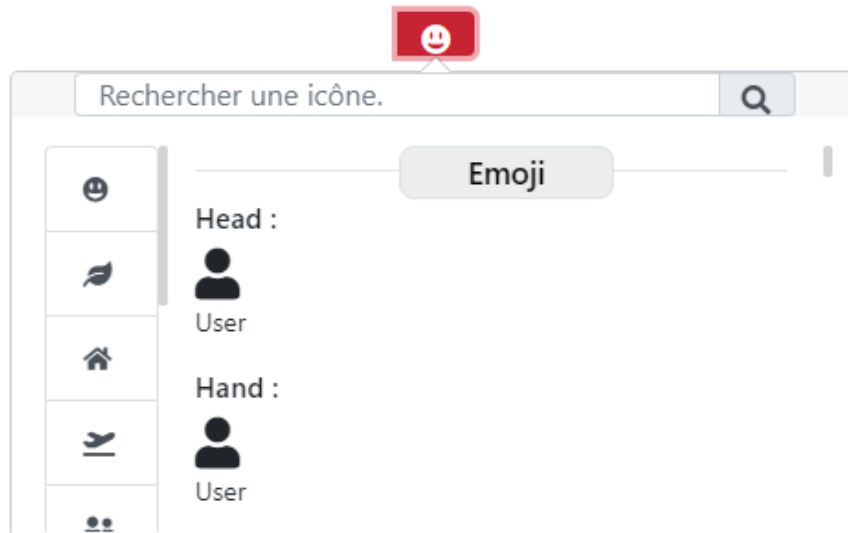 Rechercher une icône.
Emoji
Head :
User
Hand :
User